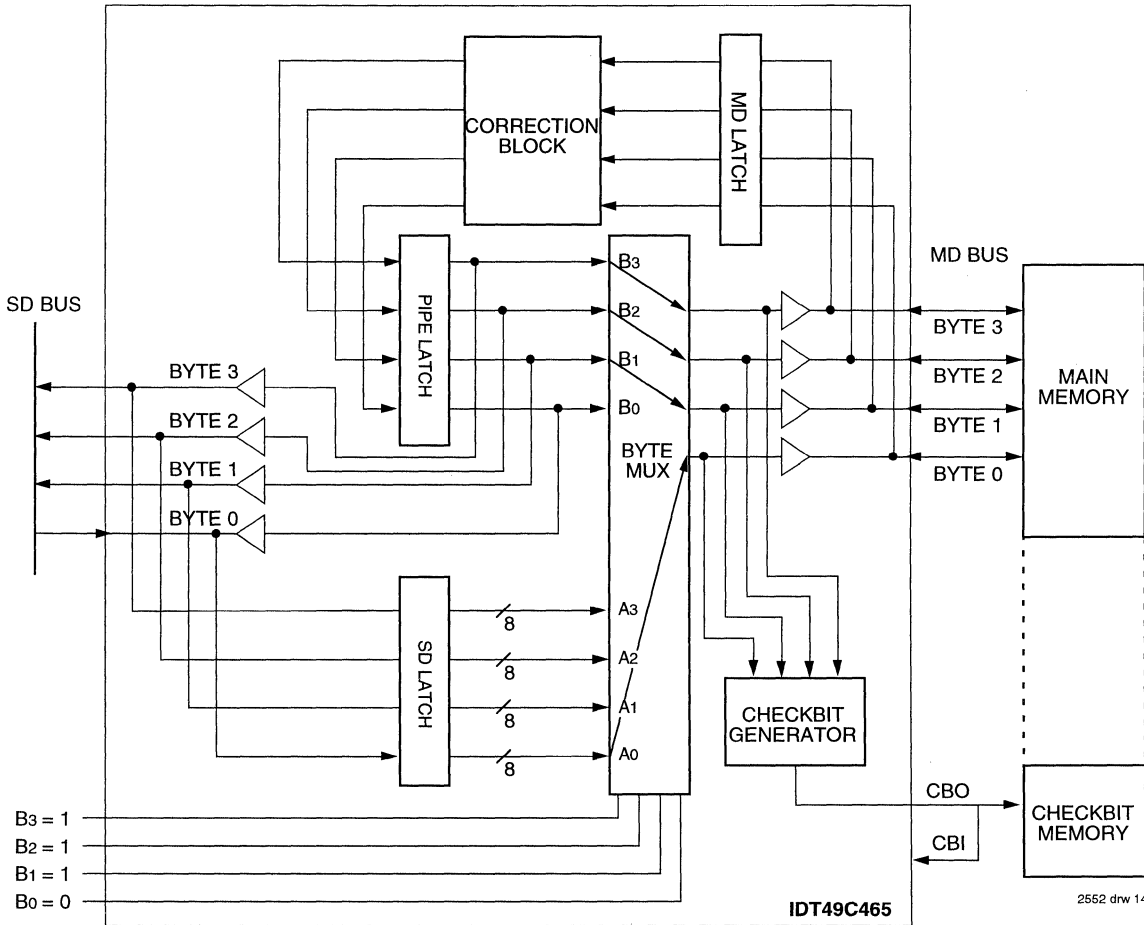 CORRECTION
BLOCK
MD LATCH
PIPE LATCH
B3
B2
B1
B0
BYTE
MUX
MD BUS
BYTE 3
BYTE 2
BYTE 1
BYTE 0
MAIN
MEMORY
SD BUS
BYTE 3
BYTE 2
BYTE 1
BYTE 0
SD LATCH
8
8
8
8
A3
A2
A1
A0
CHECKBIT
GENERATOR
CBO
CBI
CHECKBIT
MEMORY
B3 = 1
B2 = 1
B1 = 1
B0 = 0
IDT49C465
2552 drw 14